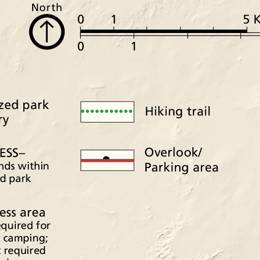 North
0 1 5 K
0 1
zed park
ry
Hiking trail
ESS–
nds within
d park
Overlook/
Parking area
ess area
equired for
camping;
required